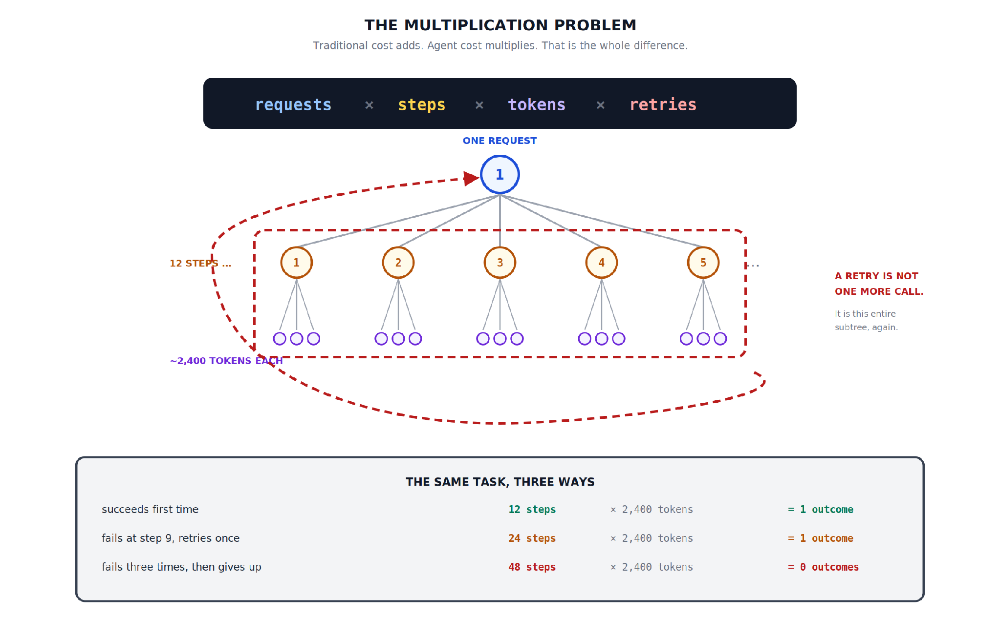 THE MULTIPLICATION PROBLEM
Traditional cost adds. Agent cost multiplies. That is the whole difference.
requests × steps × tokens × retries
ONE REQUEST
1
12 STEPS ...
1 2 3 4 5 ...
A RETRY IS NOT
ONE MORE CALL.
It is this entire
subtree, again.
~2,400 TOKENS EACH
THE SAME TASK, THREE WAYS
succeeds first time 12 steps × 2,400 tokens = 1 outcome
fails at step 9, retries once 24 steps × 2,400 tokens = 1 outcome
fails three times, then gives up 48 steps × 2,400 tokens = 0 outcomes